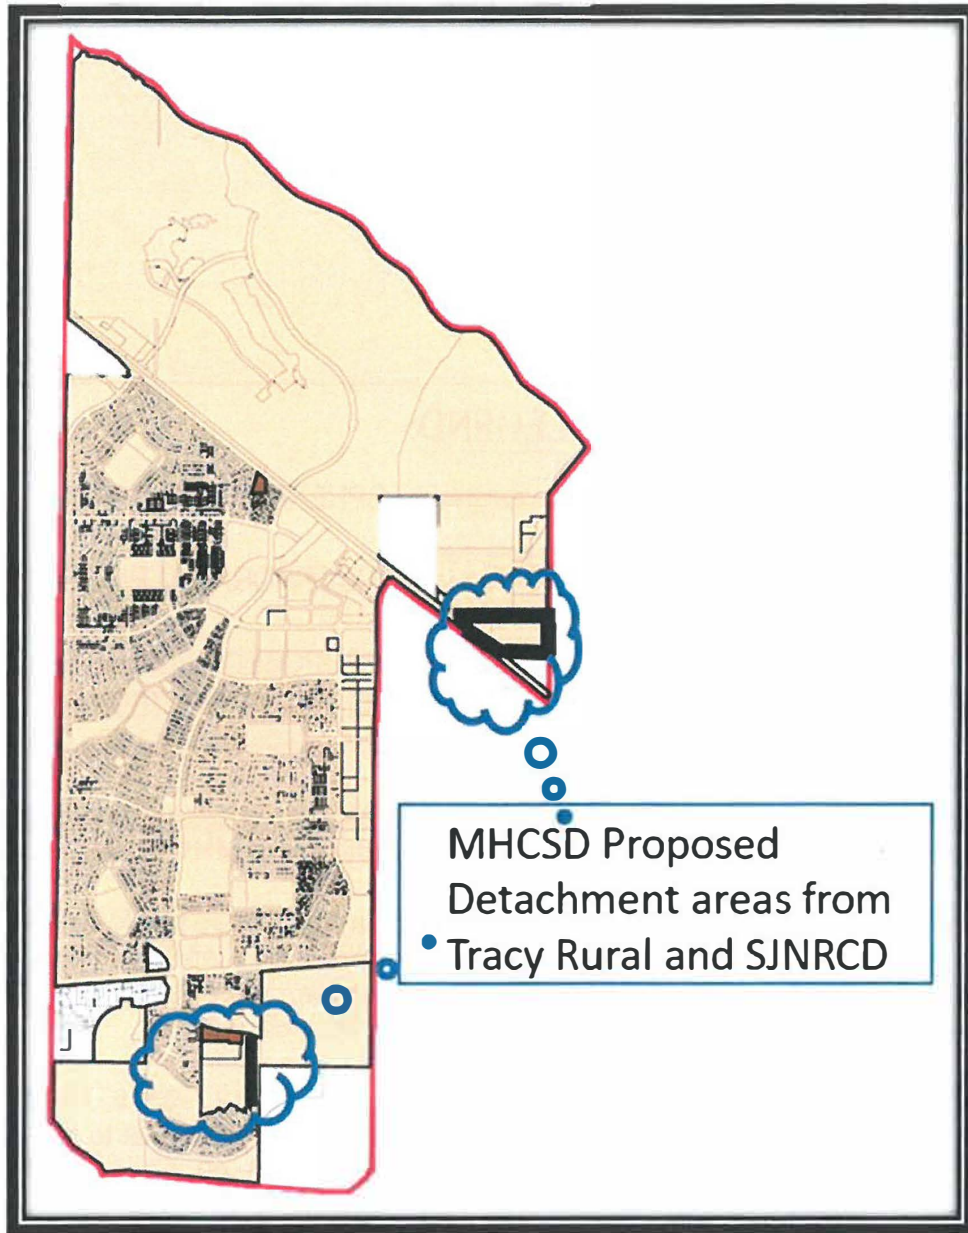 MHCSD Proposed
Detachment areas from
Tracy Rural and SJNRCD